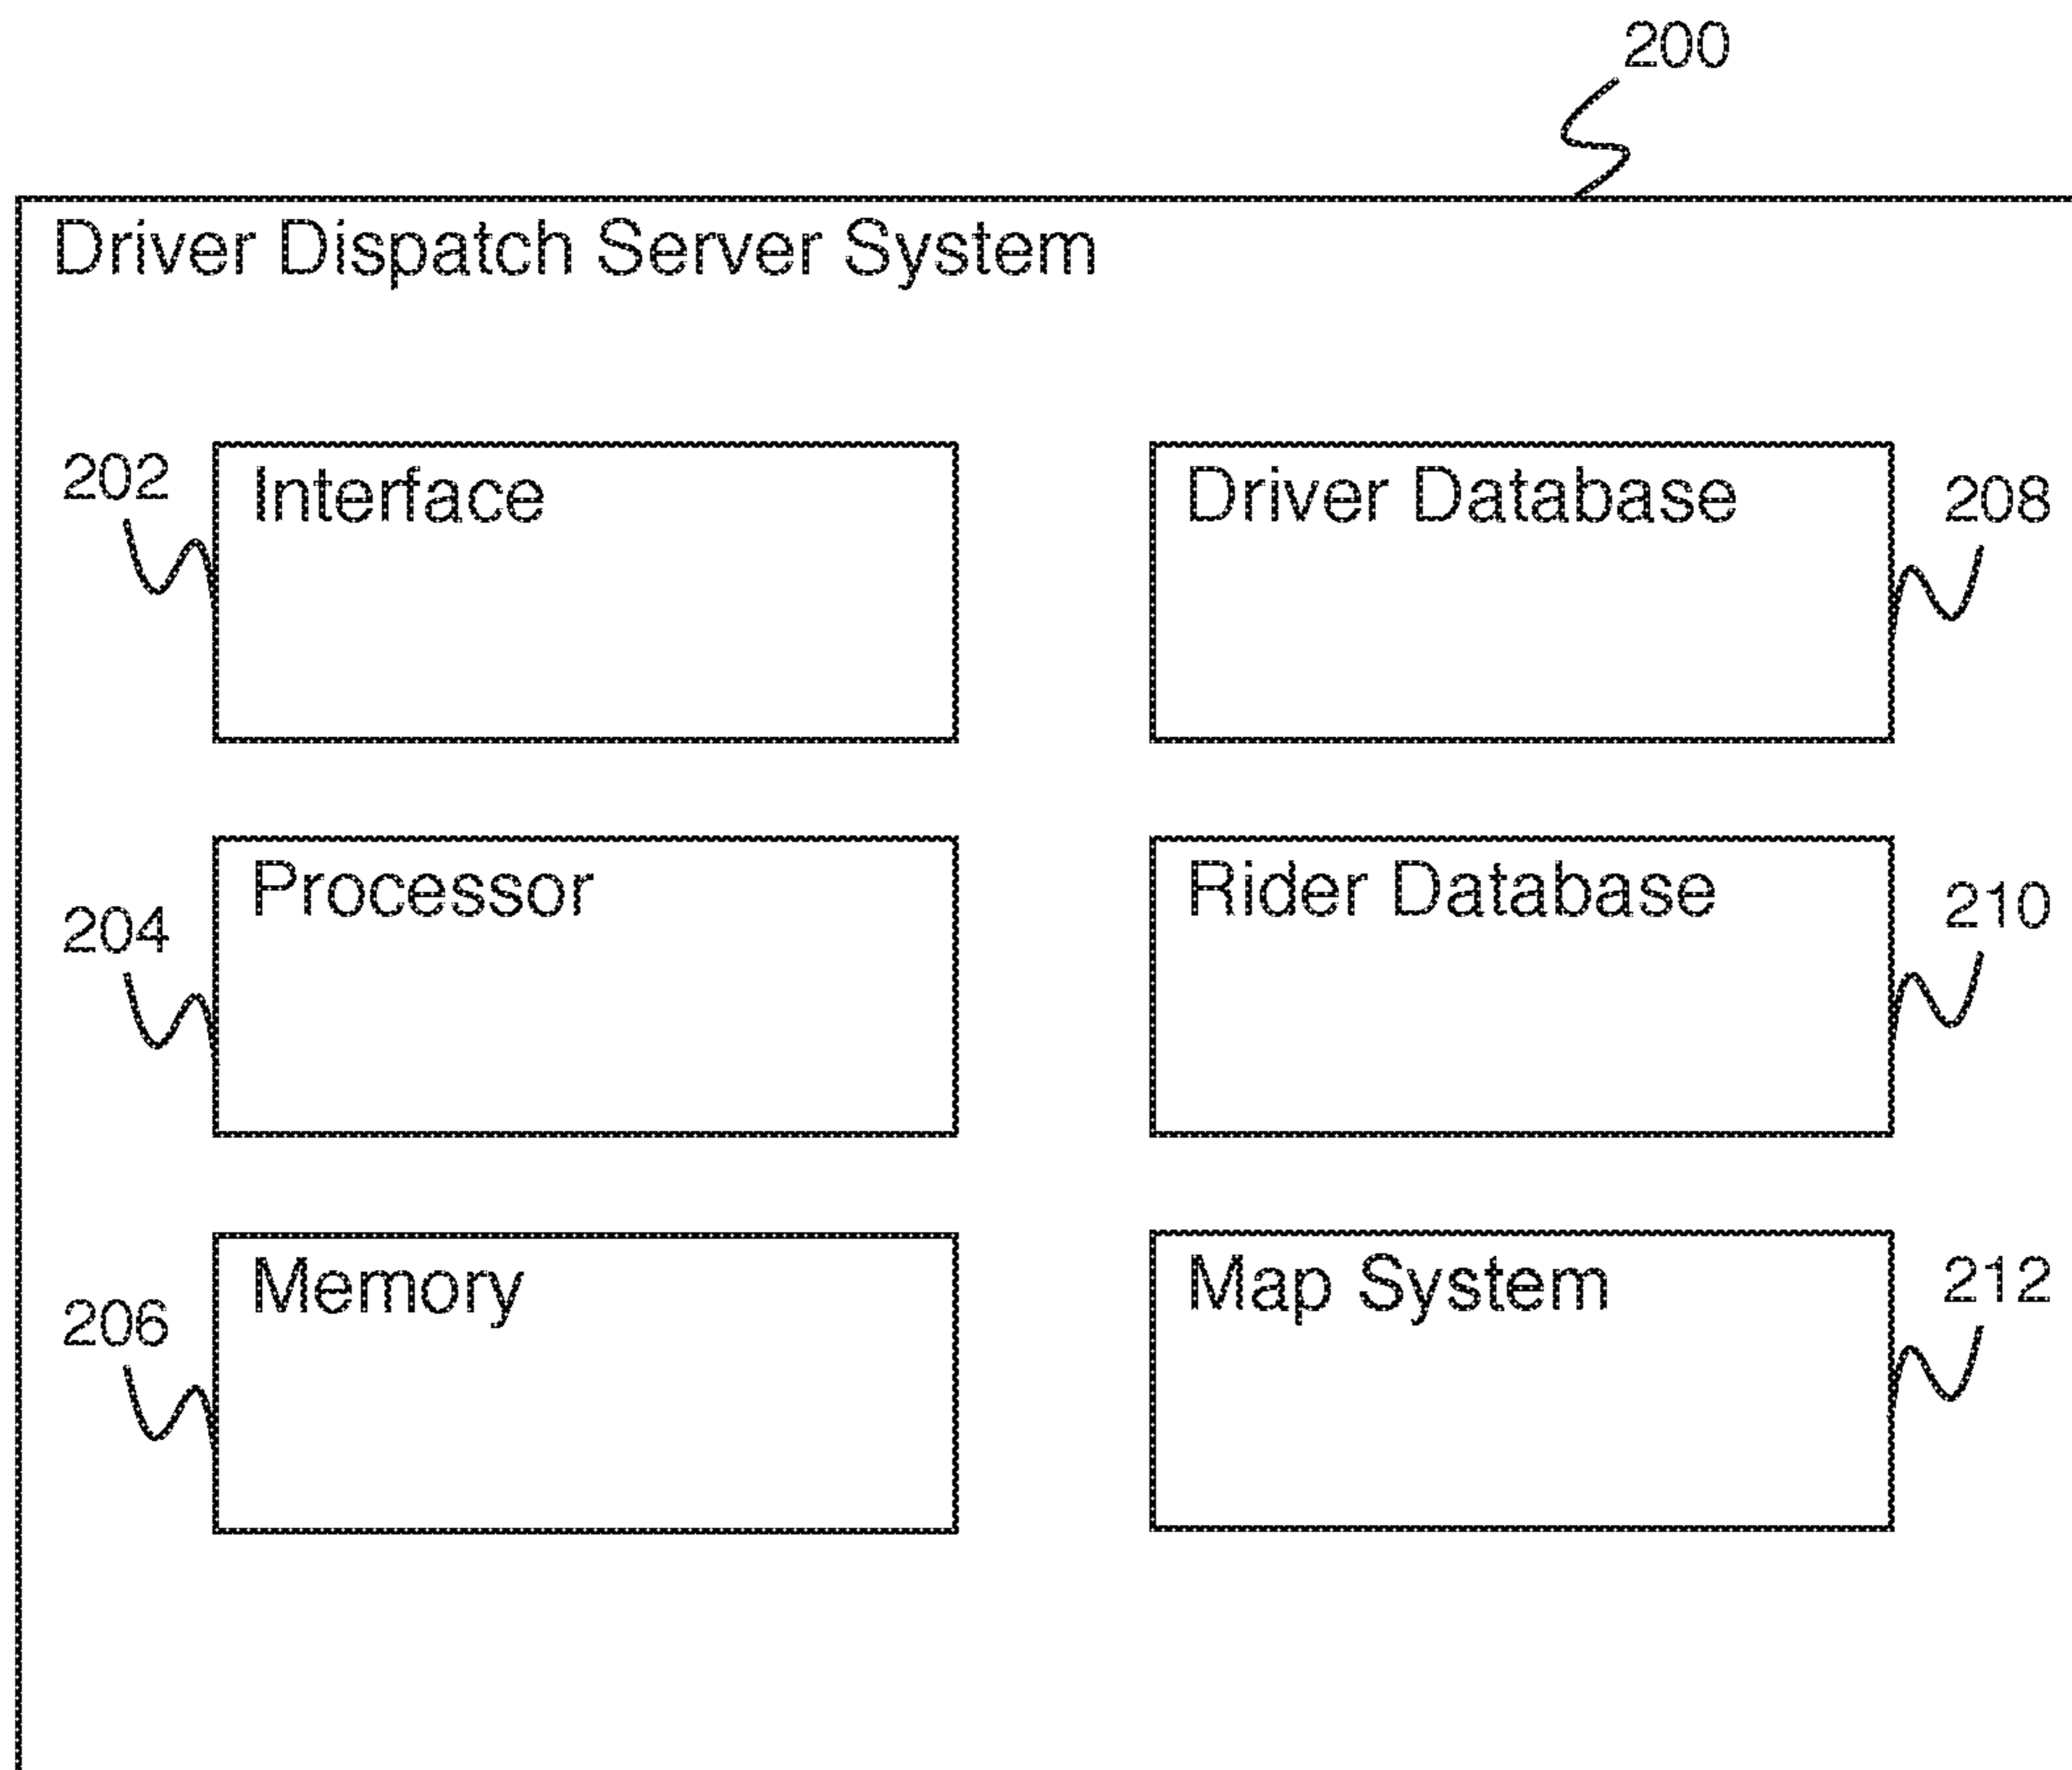 200
Driver Dispatch Server System
202
Interface
Driver Database
208
204
Processor
Rider Database
210
206
Memory
Map System
212